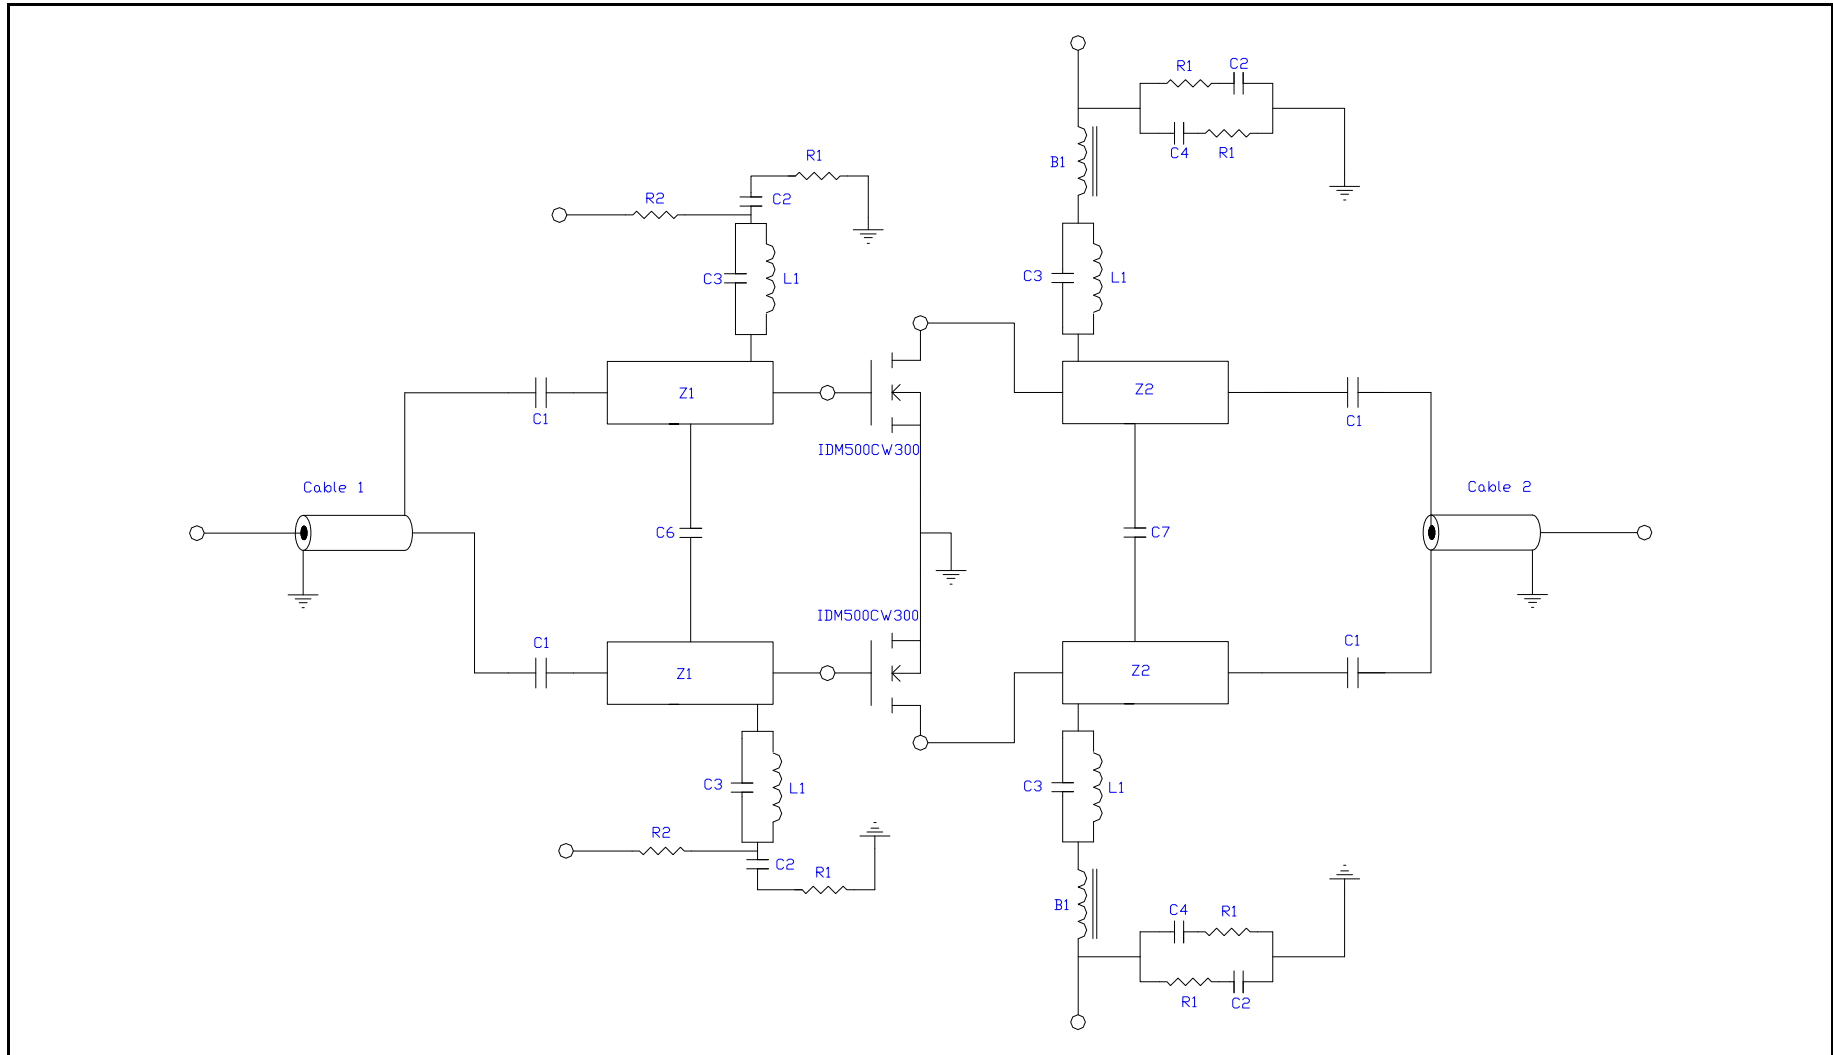 R1 C2
C4 R1
B1
R1
R2 C2
C3 L1
C3 L1
Z1
Z2
C1
C1
IDM500CW300
Cable 1
Cable 2
C6
C7
IDM500CW300
C1
C1
Z1
Z2
C3 L1
C3 L1
R2
C2 R1
B1
C4 R1
R1 C2